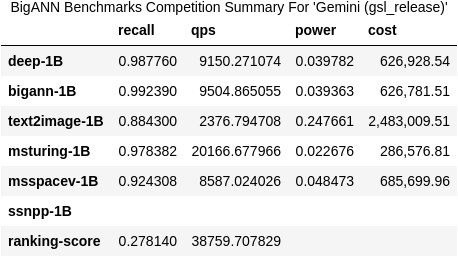 BigANN Benchmarks Competition Summary For 'Gemini (gsl_release)'
recall qps power cost
deep-1B 0.987760 9150.271074 0.039782 626,928.54
bigann-1B 0.992390 9504.865055 0.039363 626,781.51
text2image-1B 0.884300 2376.794708 0.247661 2,483,009.51
msturing-1B 0.978382 20166.677966 0.022676 286,576.81
msspacev-1B 0.924308 8587.024026 0.048473 685,699.96
ssnpp-1B
ranking-score 0.278140 38759.707829